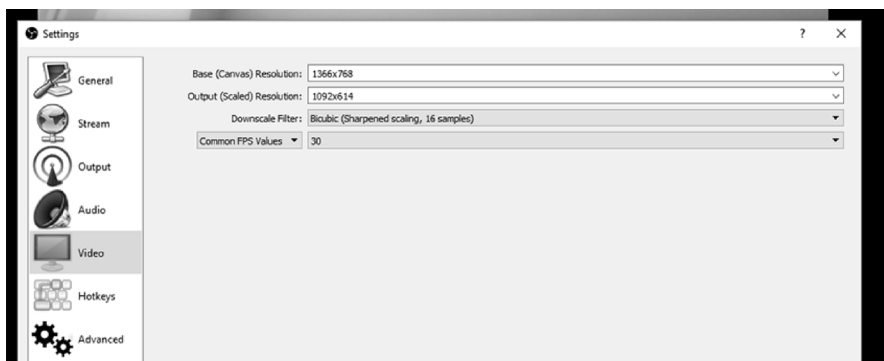 Settings
?
General
Stream
Output
Audio
Video
Hotkeys
Advanced
Base (Canvas) Resolution: 1366x768
Output (Scaled) Resolution: 1092x614
Downscale Filter: Bicubic (Sharpened scaling, 16 samples)
Common FPS Values 30